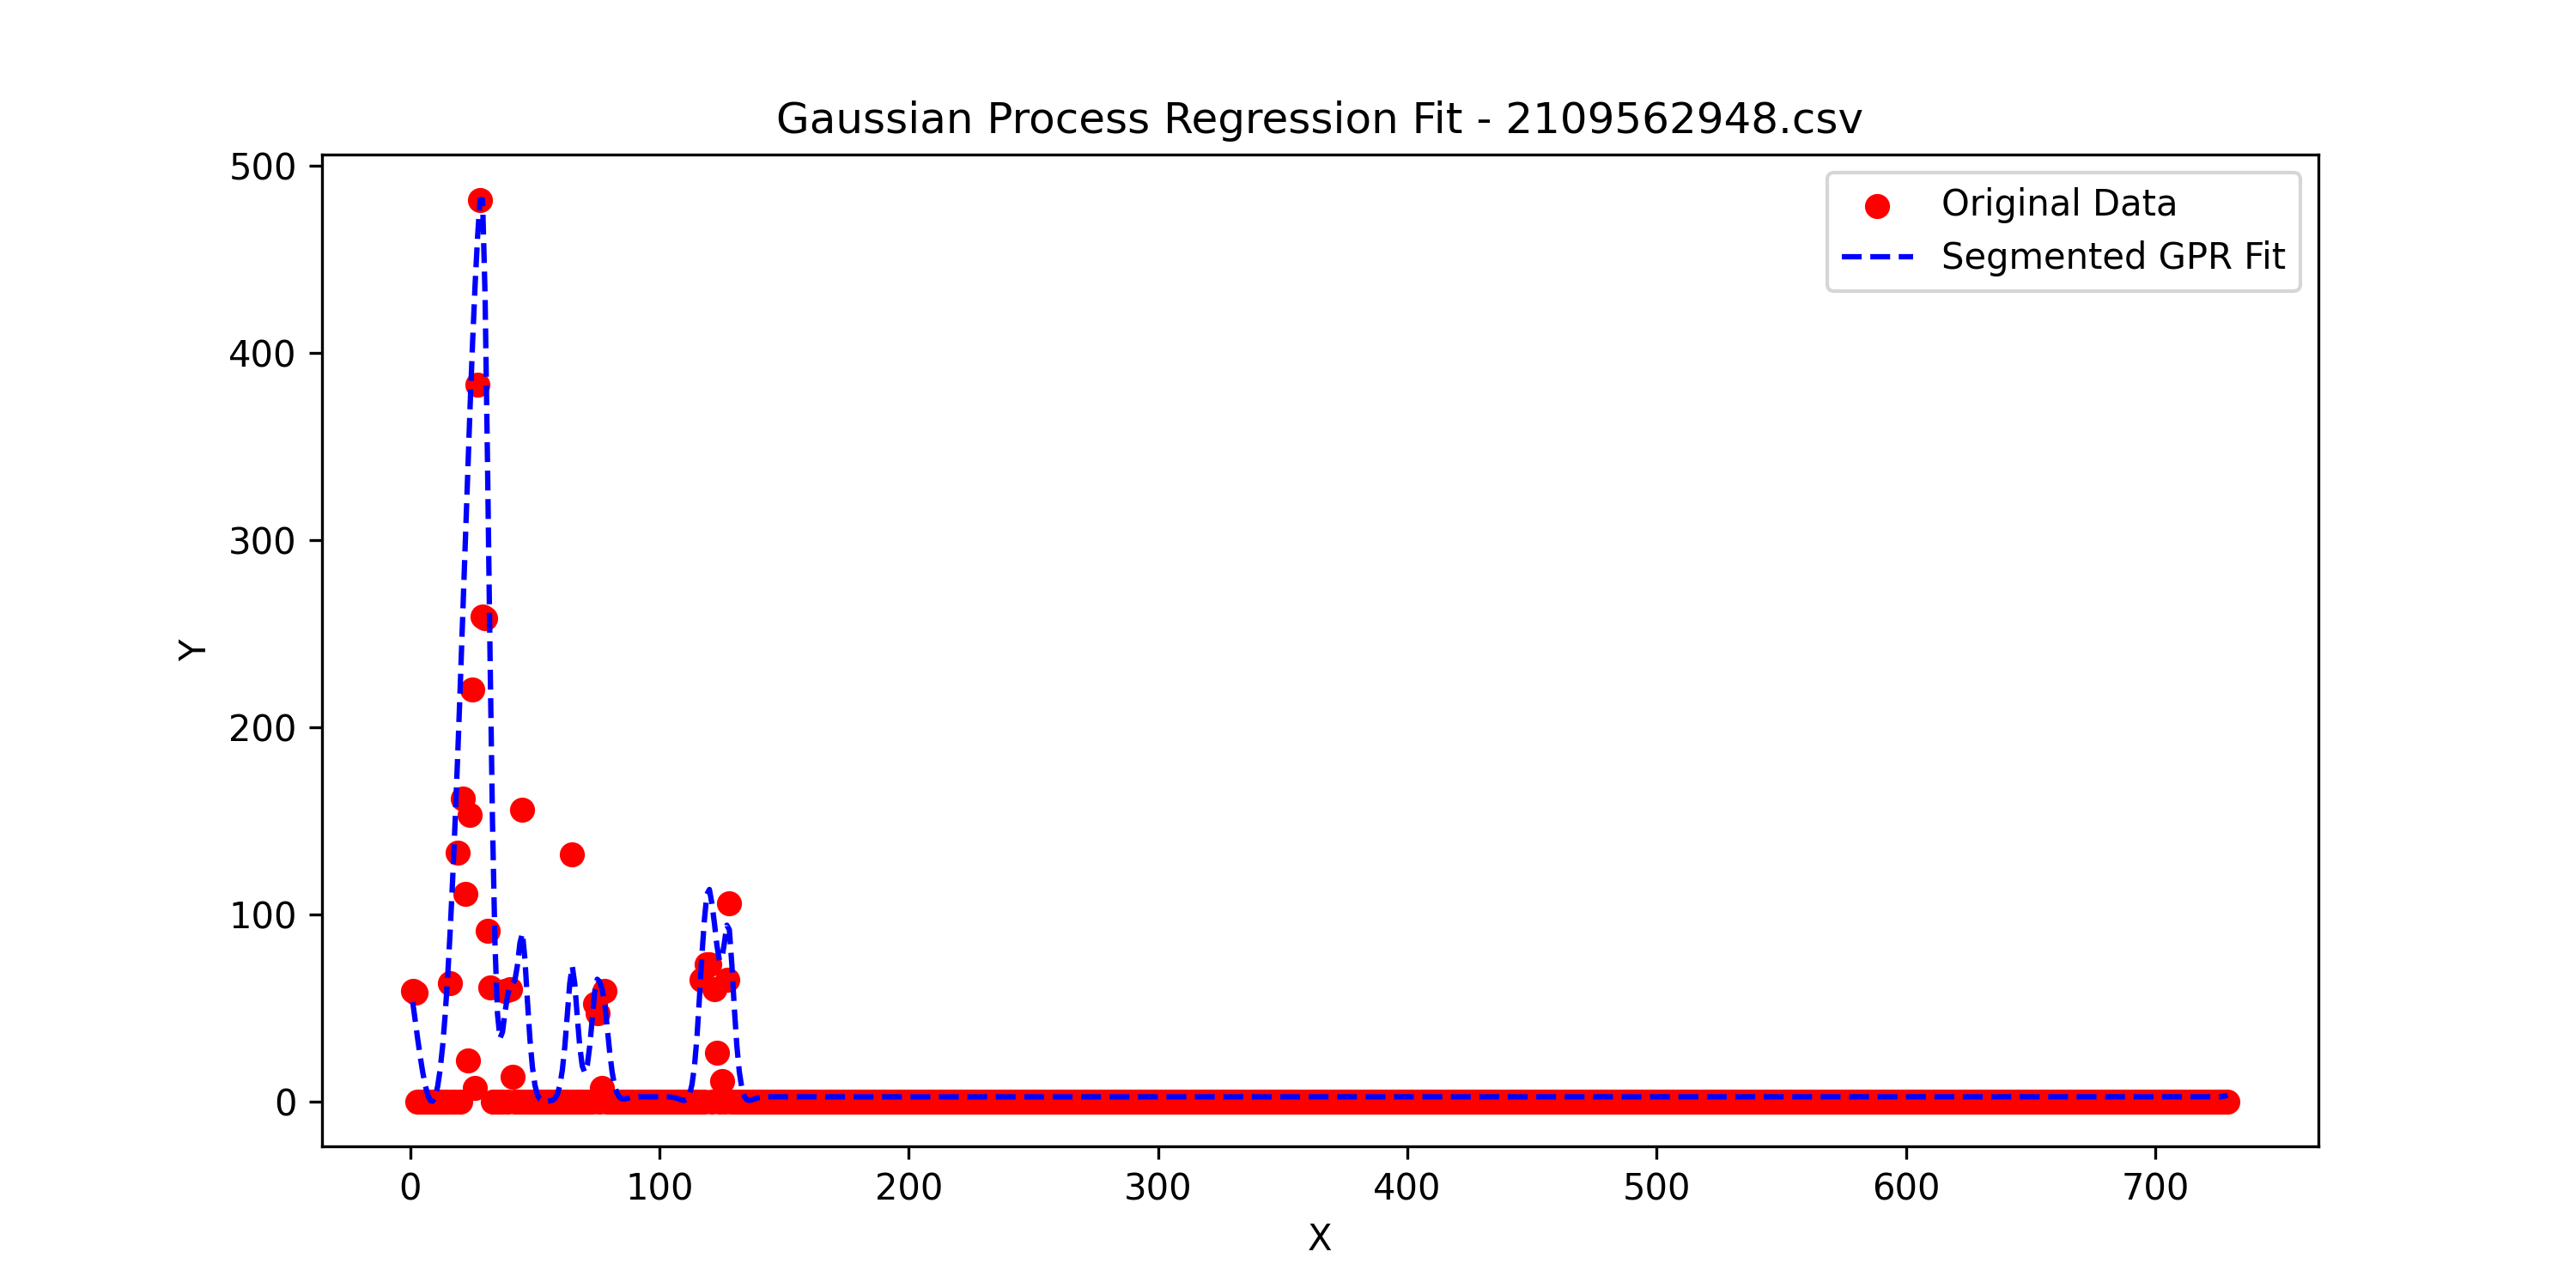 Gaussian Process Regression Fit - 2109562948.csv
500
400
300
200
100
0
Y
Original Data
Segmented GPR Fit
0 100 200 300 400 500 600 700
X